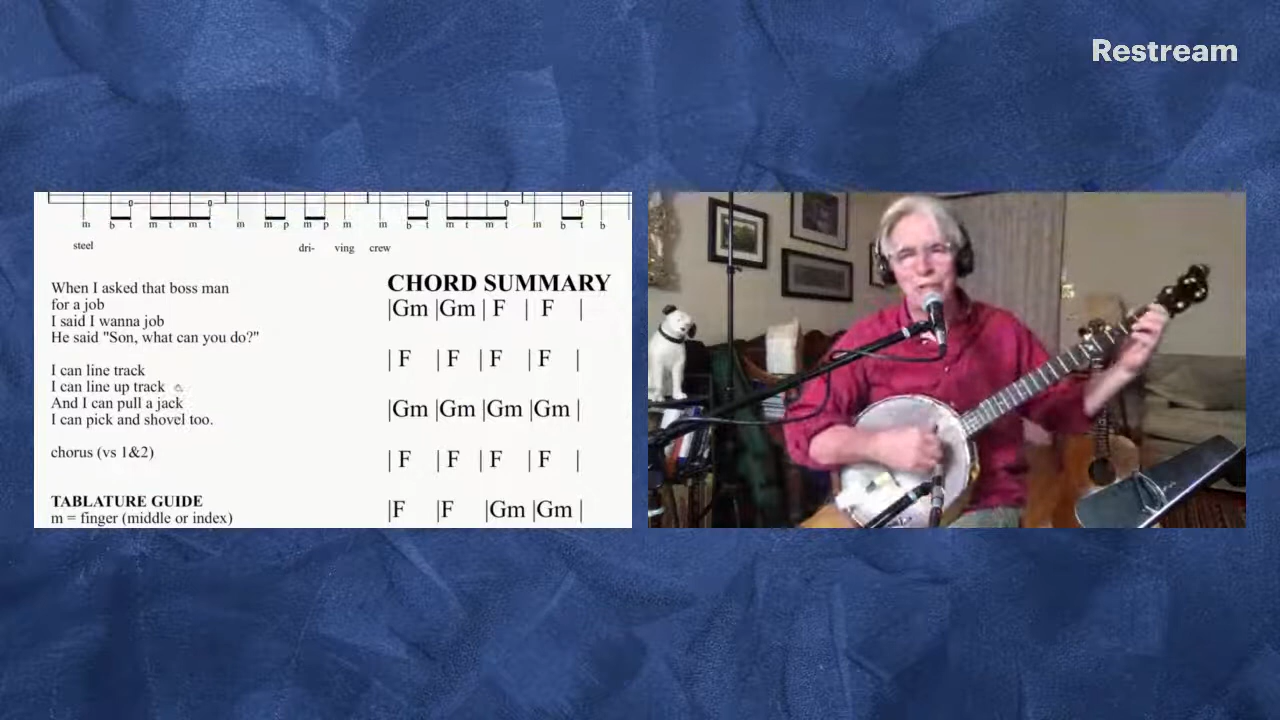 Restream
m b t m t m t m m p m p m m b t m t m t m b t b
steel dri- ving crew
When I asked that boss man
for a job
I said I wanna job
He said "Son, what can you do?"
I can line track
I can line up track
And I can pull a jack
I can pick and shovel too.
chorus (vs 1&2)
TABLATURE GUIDE
m = finger (middle or index)
CHORD SUMMARY
|Gm |Gm | F | F |
| F | F | F | F |
|Gm |Gm |Gm |Gm |
| F | F | F | F |
|F |F |Gm |Gm |